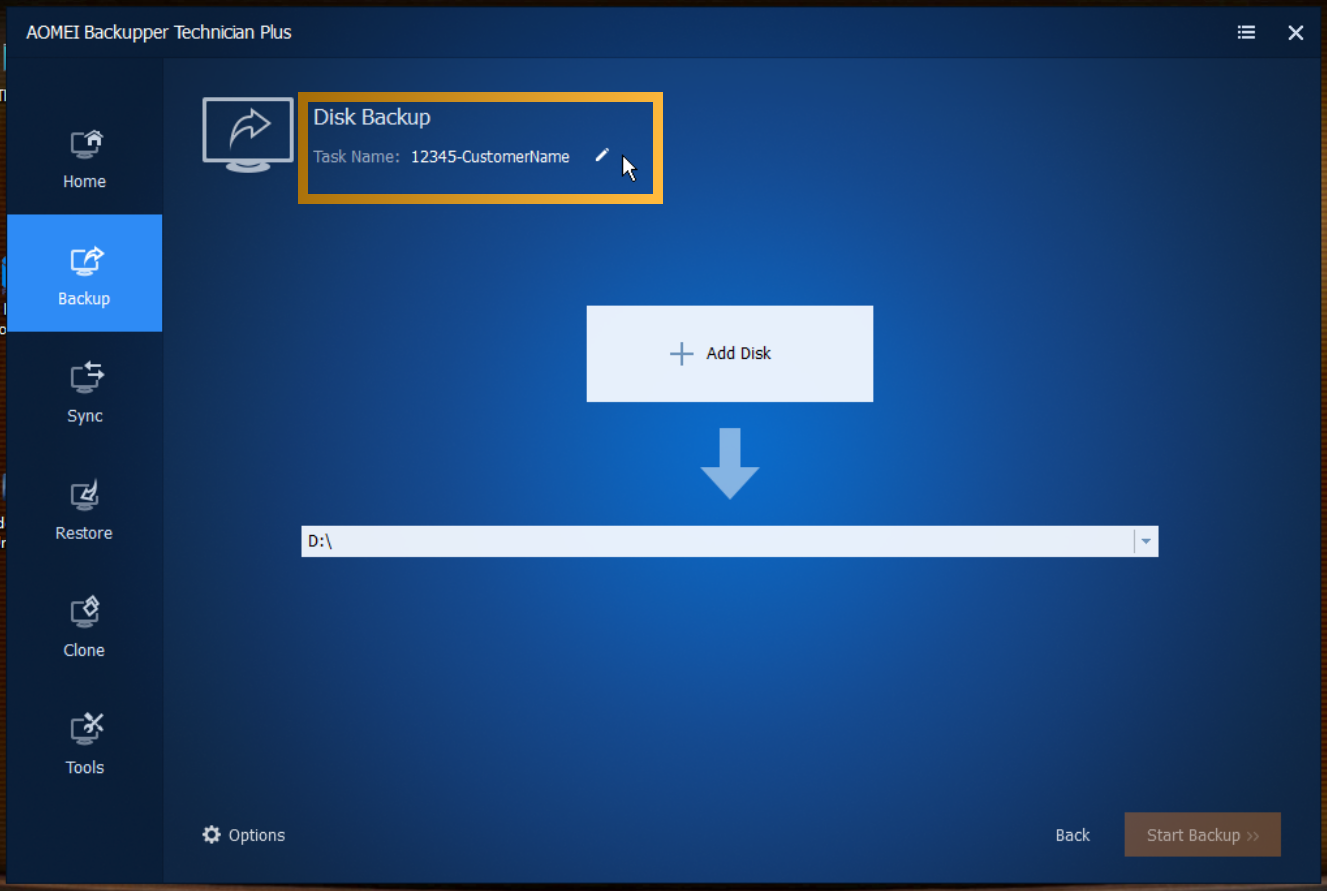 AOMEI Backupper Technician Plus
Home
Backup
Sync
Restore
Clone
Tools
Disk Backup
Task Name: 12345-CustomerName
Add Disk
D:\
Options
Back
Start Backup >>